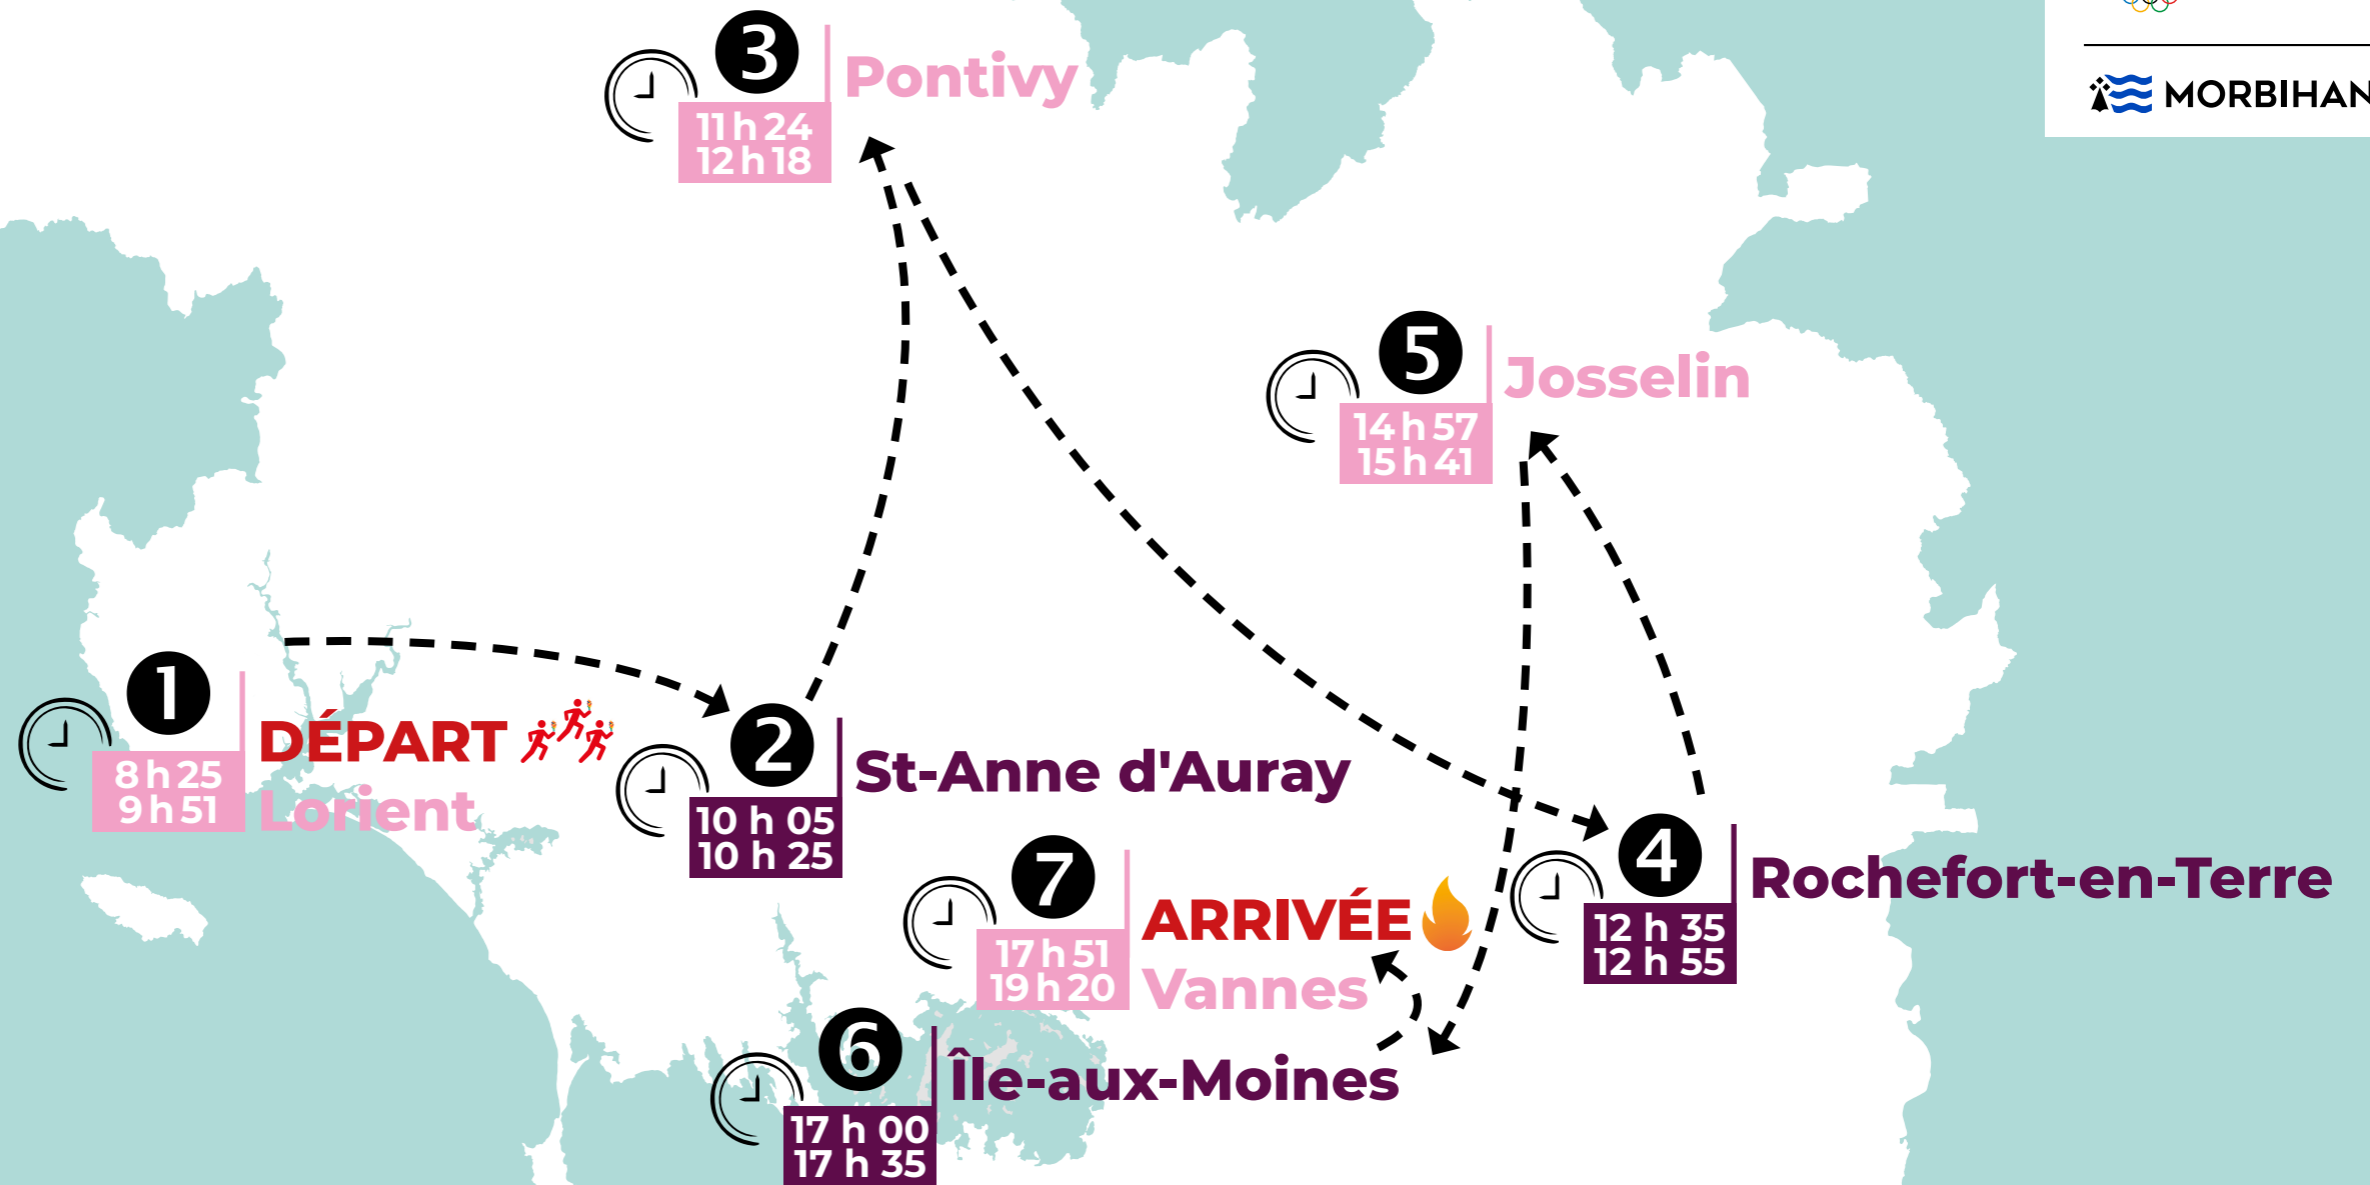 MORBIHAN
3
Pontivy
11 h 24
12 h 18
5
Josselin
14 h 57
15 h 41
1
DÉPART
Lorient
8 h 25
9 h 51
2
St-Anne d'Auray
10 h 05
10 h 25
4
Rochefort-en-Terre
12 h 35
12 h 55
7
ARRIVÉE
Vannes
17 h 51
19 h 20
6
Île-aux-Moines
17 h 00
17 h 35